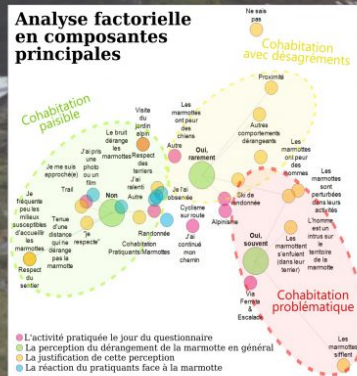 Analyse factorielle
en composantes
principales
Ne sais
pas
Cohabitation
avec désagréments
Proximité
Cohabitation
paisible
Visite
du jardin
alpin
Les
marmottes
ont peur
des
chiens
Autres
comportements
dérangeants
Le bruit
dérange
les
marmottes
Autre
Oui,
rarement
Les
marmottes
ont peur
des
hommes
J'ai pris
une
photo
ou un
film
Respect
des
terriers
Je me suis
approché(e)
J'ai
ralenti
Autre
Les
marmottes
sont
perturbées
dans leurs
activités
Trail
Non
Je l'ai
observée
Ski de
randonnée
Je
fréquente
peu les
milieux
susceptibles
d'accueillir
les
marmottes
Cyclisme
sur route
Alpinisme
Oui,
souvent
L'homme
est un
intrus sur
le
territoire
de la
marmotte
Tenue
d'une
distance
qui ne
dérange
pas la
marmotte
"je
respecte"
Randonnée
Cohabitation
Pratiquants/Marmottes
J'ai
continué
mon
chemin
Les
marmottent
s'enfuient
(dans leur
terrier)
Respect
du
sentier
Via
Ferrata
&
Escalade
Cohabitation
problématique
L'activité pratiquée le jour du questionnaire
La perception du dérangement de la marmotte en général
La justification de cette perception
La réaction du pratiquants face à la marmotte
Les
marmottes
sifflent